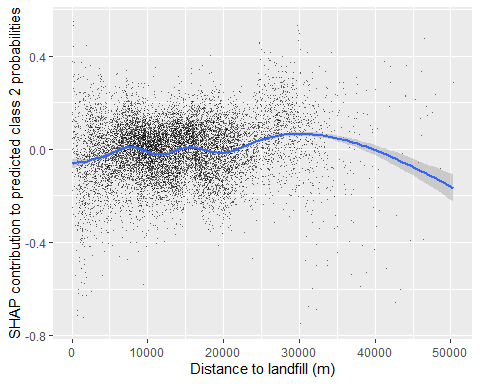 SHAP contribution to predicted class 2 probabilities
0.4
0.0
-0.4
-0.8
0 10000 20000 30000 40000 50000
Distance to landfill (m)